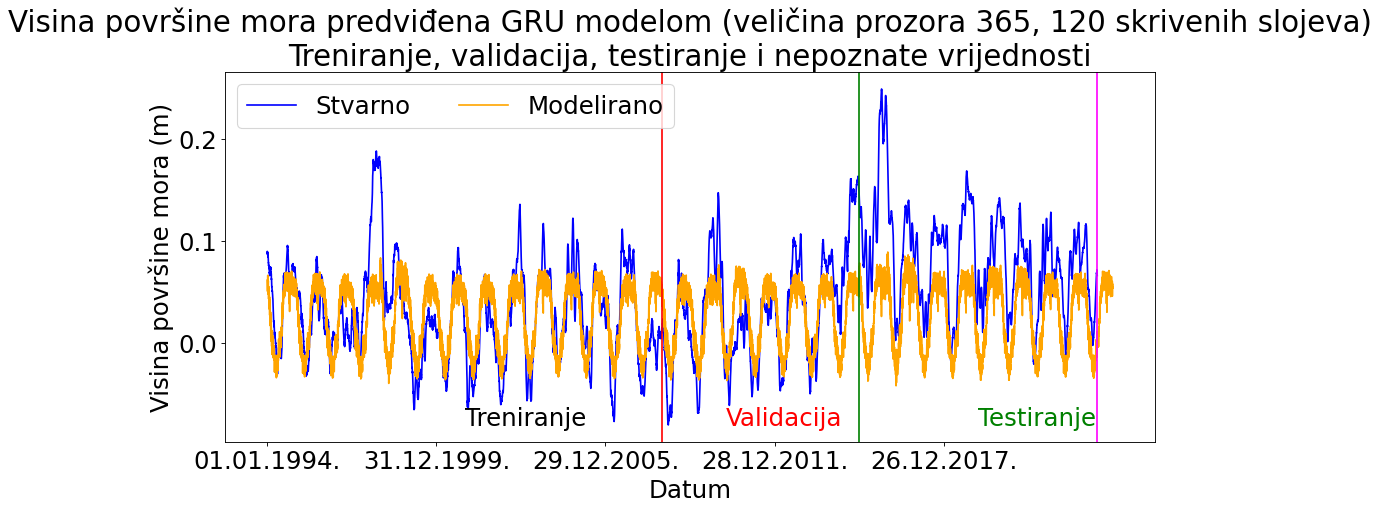 Visina površine mora predviđena GRU modelom (veličina prozora 365, 120 skrivenih slojeva)
Treniranje, validacija, testiranje i nepoznate vrijednosti
Stvarno Modelirano
Visina površine mora (m)
0.2
0.1
0.0
Treniranje Validacija Testiranje
01.01.1994. 31.12.1999. 29.12.2005. 28.12.2011. 26.12.2017.
Datum